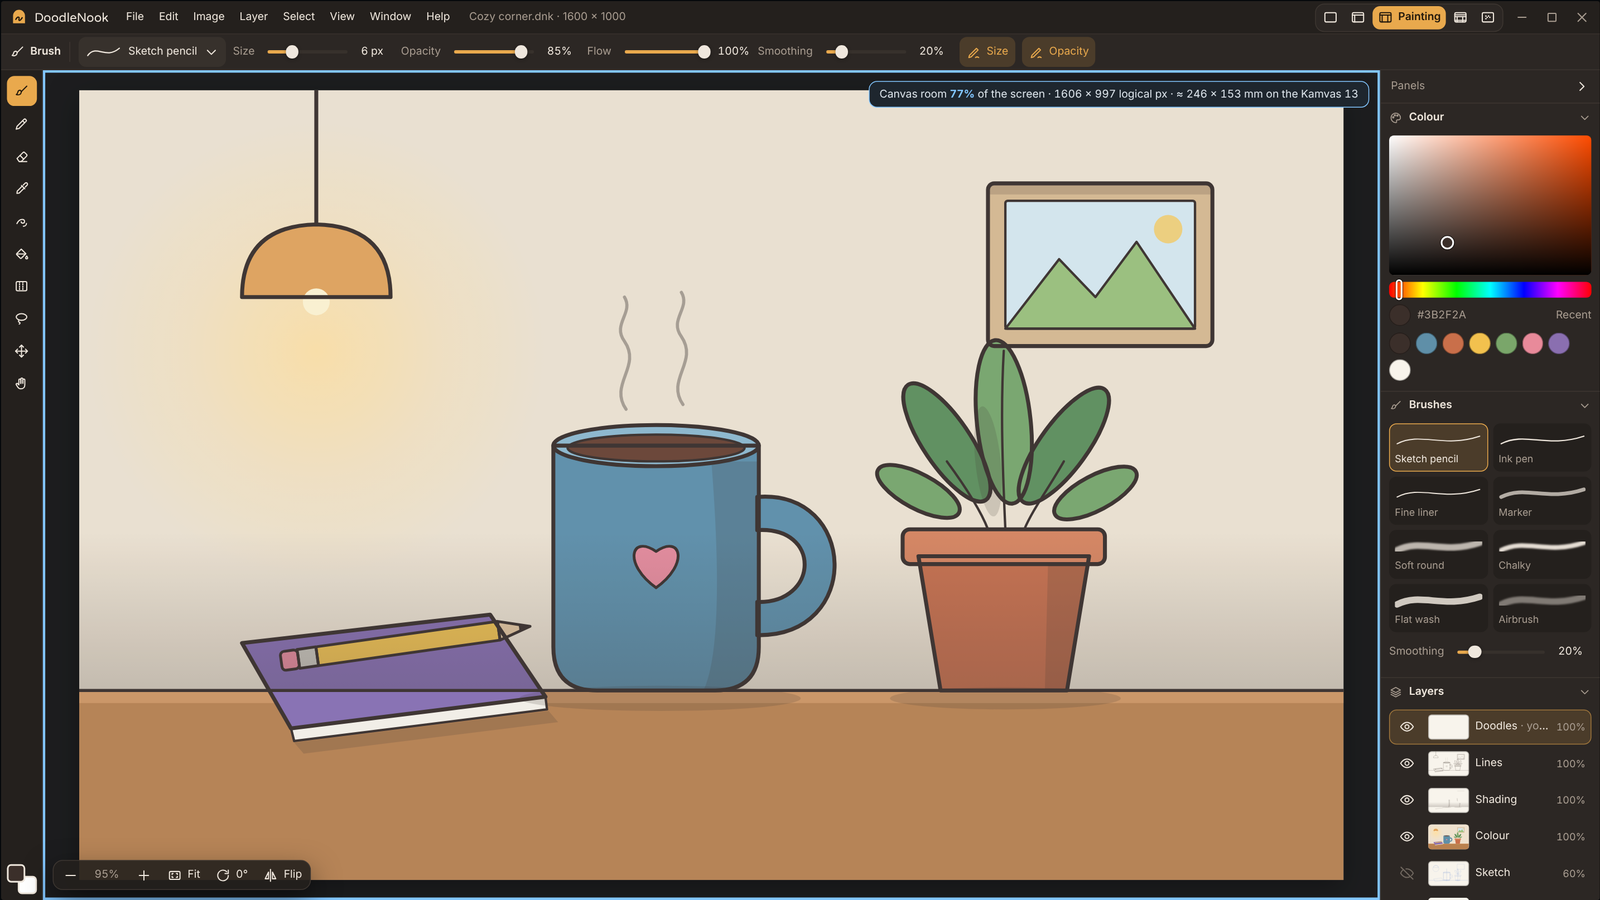 DoodleNook File Edit Image Layer Select View Window Help Cozy corner.dnk · 1600 × 1000 Painting
Brush Sketch pencil Size 6 px Opacity 85% Flow 100% Smoothing 20% Size Opacity
Canvas room 77% of the screen · 1606 × 997 logical px · ≈ 246 × 153 mm on the Kamvas 13
Panels
Colour
#3B2F2A Recent
Brushes
Sketch pencil Ink pen
Fine liner Marker
Soft round Chalky
Flat wash Airbrush
Smoothing 20%
Layers
Doodles · yo... 100%
Lines 100%
Shading 100%
Colour 100%
Sketch 60%
95% Fit 0° Flip